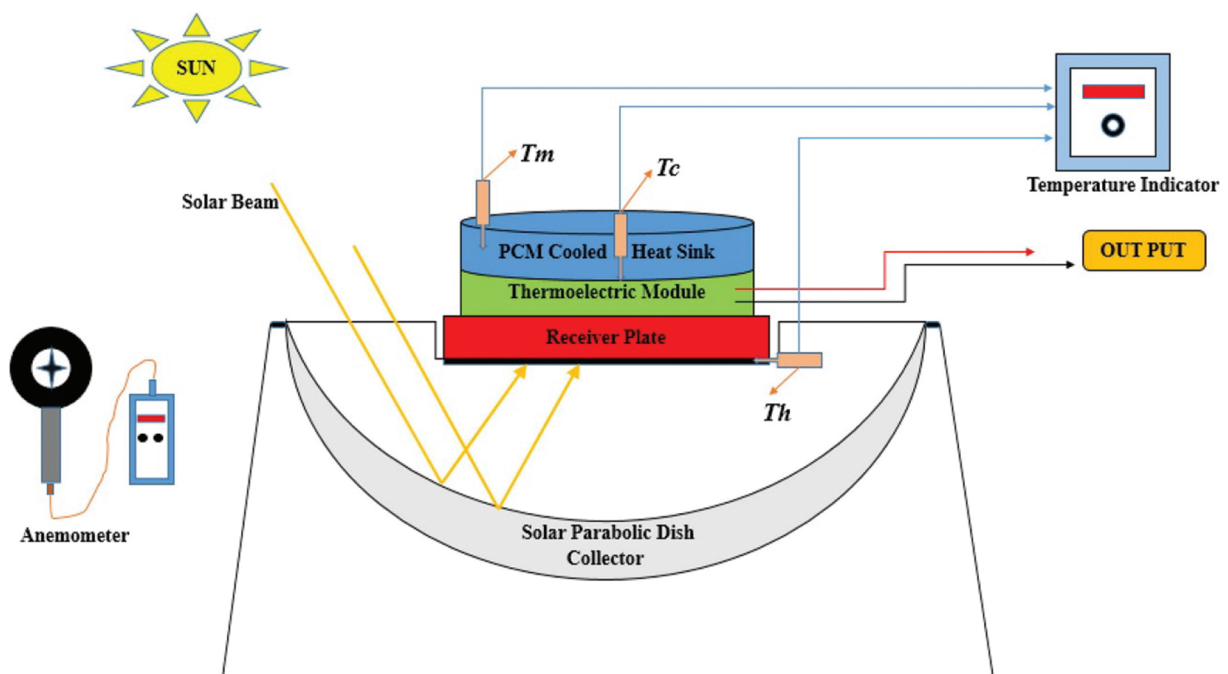 SUN
Tm
Tc
Solar Beam
Temperature Indicator
PCM Cooled Heat Sink
OUT PUT
Thermoelectric Module
Receiver Plate
Th
Anemometer
Solar Parabolic Dish
Collector